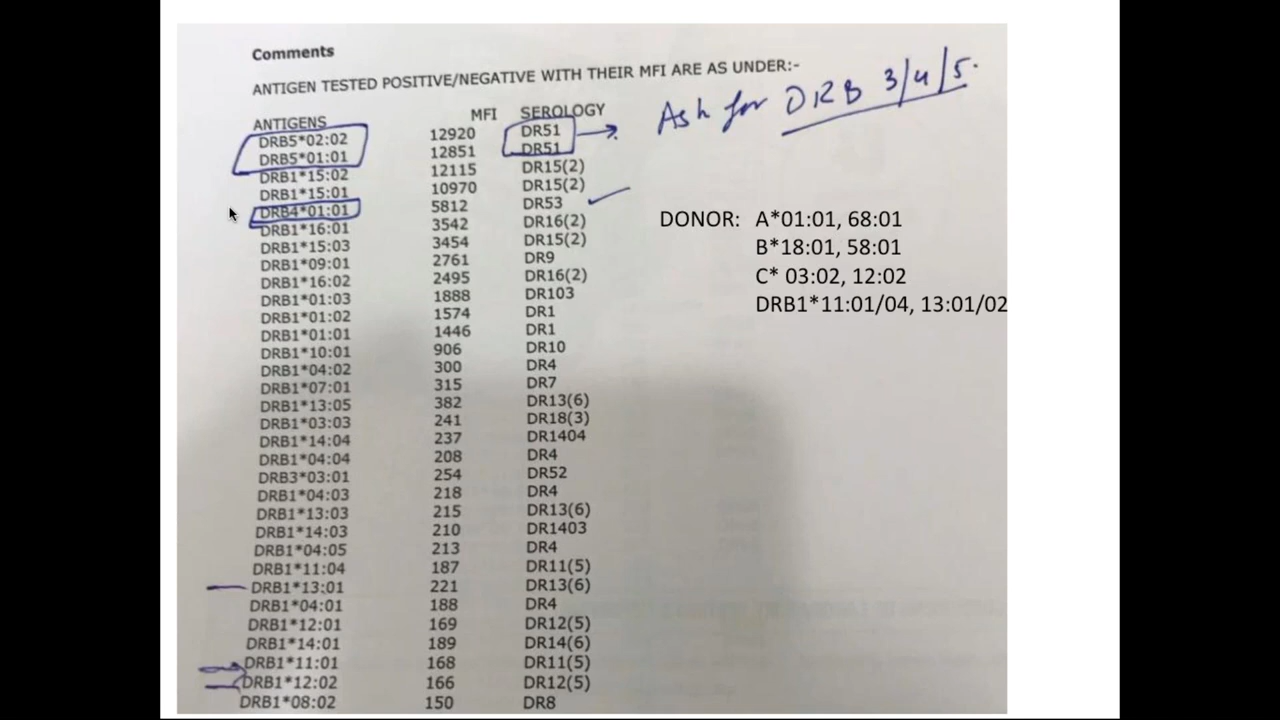 Comments
ANTIGEN TESTED POSITIVE/NEGATIVE WITH THEIR MFI ARE AS UNDER:-
Ask for DRB 3/4/5.
ANTIGENS MFI SEROLOGY
DRB5*02:02 12920 DR51
DRB5*01:01 12851 DR51
DRB1*15:02 12115 DR15(2)
DRB1*15:01 10970 DR15(2)
DRB4*01:01 5812 DR53
DRB1*16:01 3542 DR16(2)
DRB1*15:03 3454 DR15(2)
DRB1*09:01 2761 DR9
DRB1*16:02 2495 DR16(2)
DRB1*01:03 1888 DR103
DRB1*01:02 1574 DR1
DRB1*01:01 1446 DR1
DRB1*10:01 906 DR10
DRB1*04:02 300 DR4
DRB1*07:01 315 DR7
DRB1*13:05 382 DR13(6)
DRB1*03:03 241 DR18(3)
DRB1*14:04 237 DR1404
DRB1*04:04 208 DR4
DRB3*03:01 254 DR52
DRB1*04:03 218 DR4
DRB1*13:03 215 DR13(6)
DRB1*14:03 210 DR1403
DRB1*04:05 213 DR4
DRB1*11:04 187 DR11(5)
DRB1*13:01 221 DR13(6)
DRB1*04:01 188 DR4
DRB1*12:01 169 DR12(5)
DRB1*14:01 189 DR14(6)
DRB1*11:01 168 DR11(5)
DRB1*12:02 166 DR12(5)
DRB1*08:02 150 DR8
DONOR: A*01:01, 68:01
B*18:01, 58:01
C* 03:02, 12:02
DRB1*11:01/04, 13:01/02